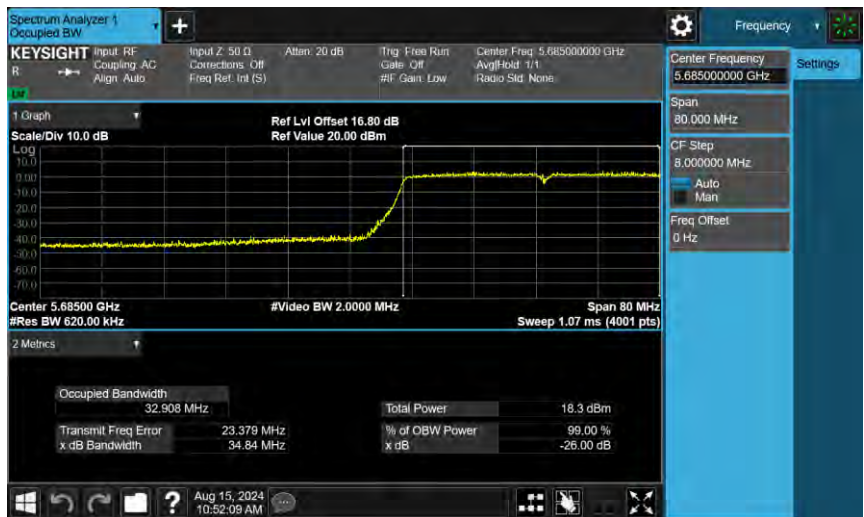 Spectrum Analyzer 1
Occupied BW
Frequency
KEYSIGHT
R
Input: RF
Coupling: AC
Align: Auto
Input Z: 50 Ω
Corrections: Off
Freq Ref: Int (S)
Atten: 20 dB
Trig: Free Run
Gate: Off
#IF Gain: Low
Center Freq: 5.685000000 GHz
Avg|Hold: 1/1
Radio Std: None
Center Frequency
5.685000000 GHz
Settings
Span
80.000 MHz
CF Step
8.000000 MHz
Auto
Man
Freq Offset
0 Hz
1 Graph
Scale/Div 10.0 dB
Ref Lvl Offset 16.80 dB
Ref Value 20.00 dBm
Log
10.0
0.00
-10.0
-20.0
-30.0
-40.0
-50.0
-60.0
-70.0
Center 5.68500 GHz
#Res BW 620.00 kHz
#Video BW 2.0000 MHz
Span 80 MHz
Sweep 1.07 ms (4001 pts)
2 Metrics
Occupied Bandwidth
32.908 MHz
Total Power 18.3 dBm
Transmit Freq Error 23.379 MHz
% of OBW Power 99.00 %
x dB Bandwidth 34.84 MHz
x dB -26.00 dB
Aug 15, 2024
10:52:09 AM